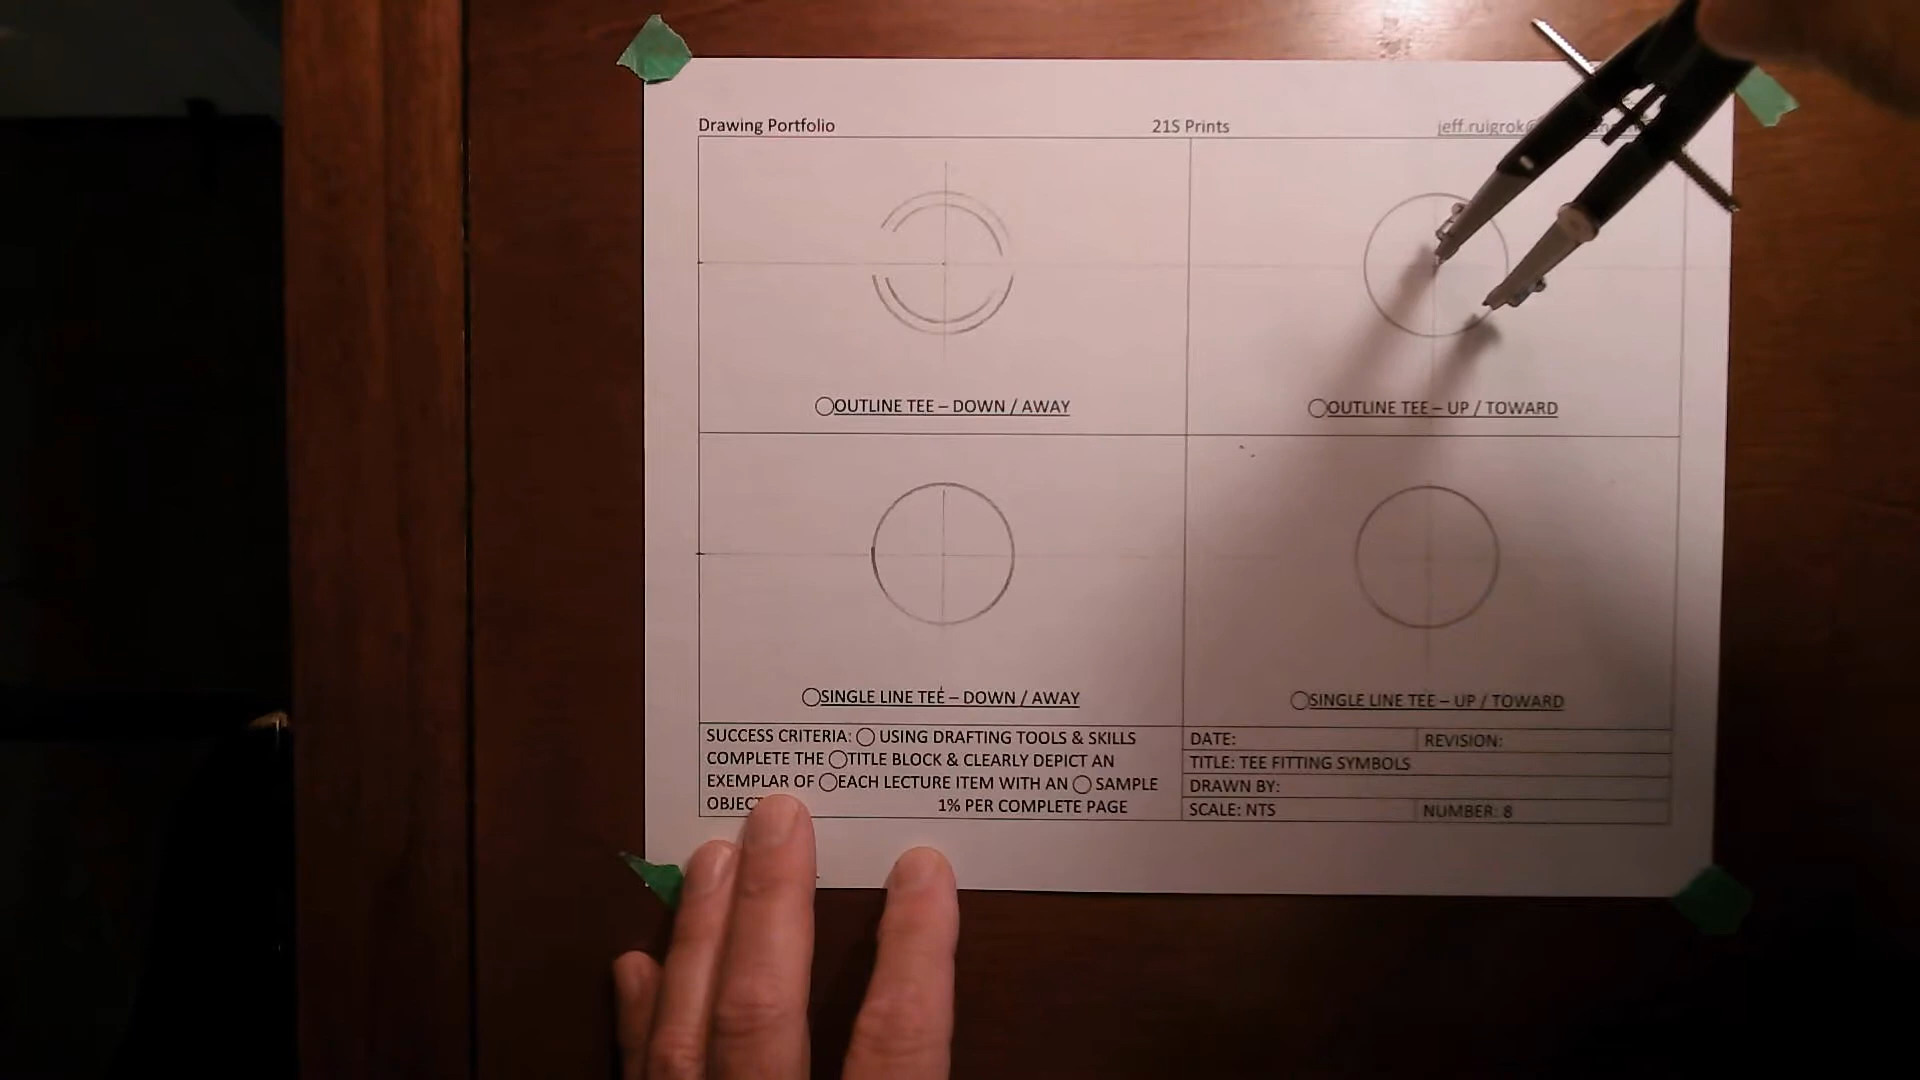 Drawing Portfolio 21S Prints jeff.ruigrok@
OUTLINE TEE – DOWN / AWAY OUTLINE TEE – UP / TOWARD
SINGLE LINE TEE – DOWN / AWAY SINGLE LINE TEE – UP / TOWARD
SUCCESS CRITERIA: USING DRAFTING TOOLS & SKILLS
COMPLETE THE TITLE BLOCK & CLEARLY DEPICT AN
EXEMPLAR OF EACH LECTURE ITEM WITH AN SAMPLE
OBJECT 1% PER COMPLETE PAGE
DATE: REVISION:
TITLE: TEE FITTING SYMBOLS
DRAWN BY:
SCALE: NTS NUMBER: 8